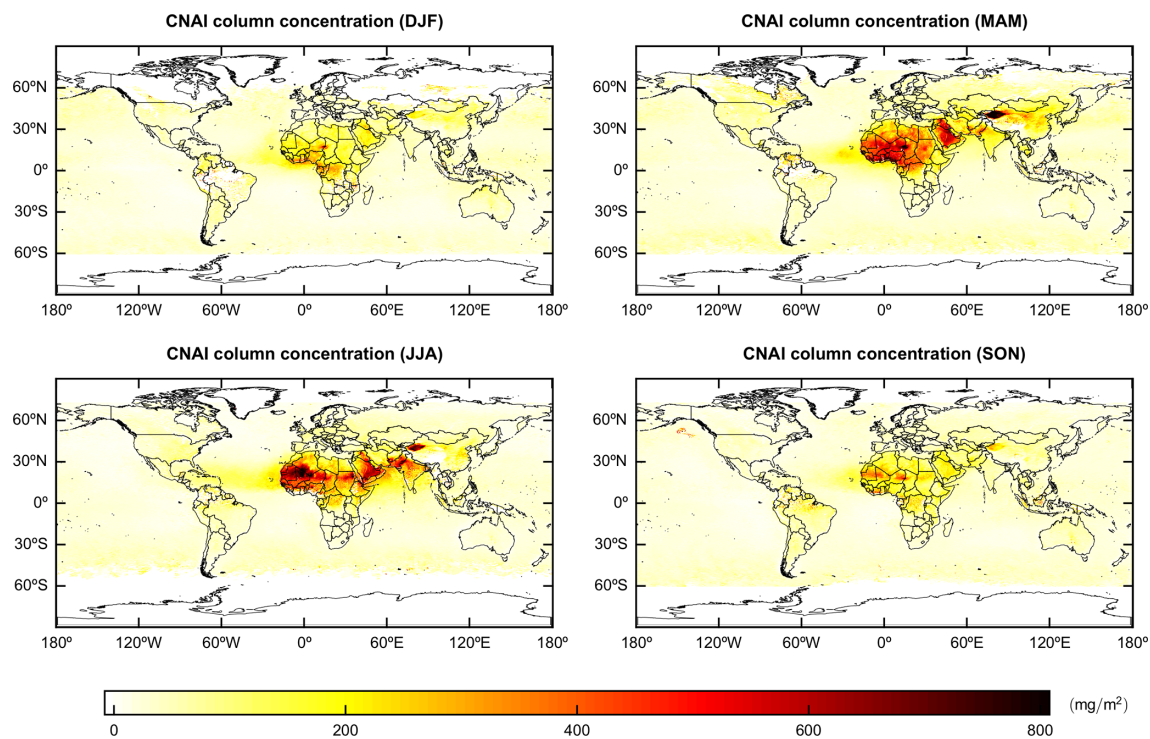 CNAI column concentration (DJF)
CNAI column concentration (MAM)
60ºN
30ºN
0º
30ºS
60ºS
180º 120ºW 60ºW 0º 60ºE 120ºE 180º
60ºN
30ºN
0º
30ºS
60ºS
180º 120ºW 60ºW 0º 60ºE 120ºE 180º
CNAI column concentration (JJA)
CNAI column concentration (SON)
60ºN
30ºN
0º
30ºS
60ºS
180º 120ºW 60ºW 0º 60ºE 120ºE 180º
60ºN
30ºN
0º
30ºS
60ºS
180º 120ºW 60ºW 0º 60ºE 120ºE 180º
0 200 400 600 800
(mg/m²)